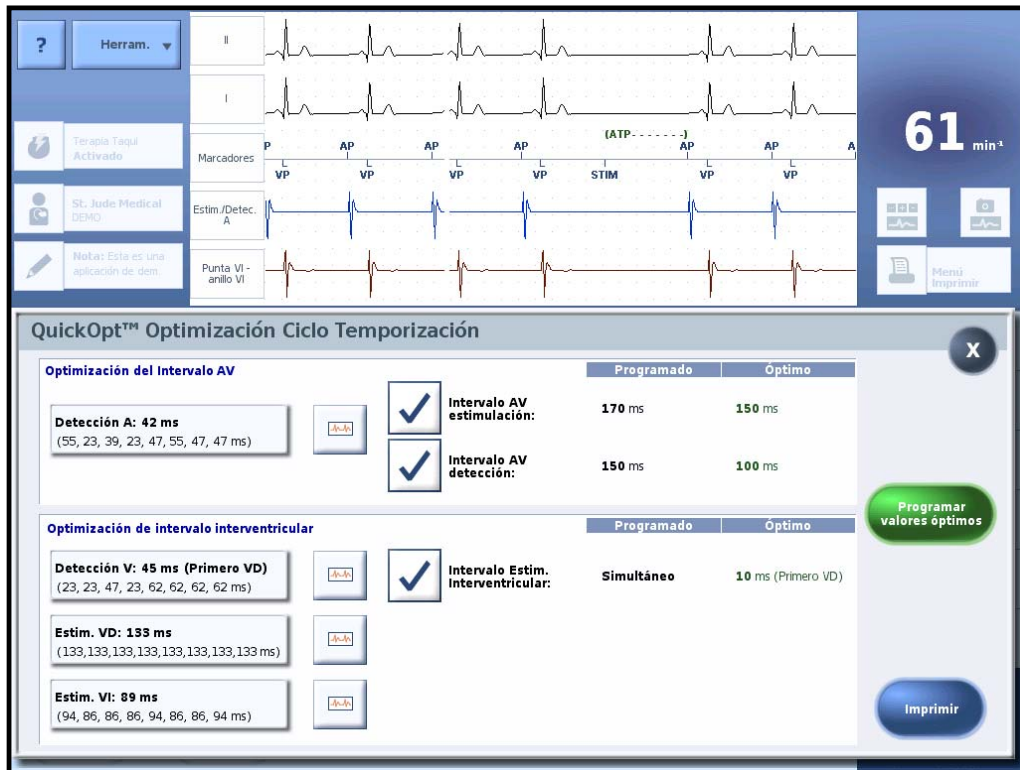 ?
Herram.
II
I
Marcadores
Estim./Detec.
A
Punta VI -
anillo VI
(ATP- - - - - - -)
P AP AP AP AP AP A
VP VP VP VP STIM VP VP
61 min-1
Terapia Taqui
Activado
St. Jude Medical
DEMO
Nota: Esta es una
aplicación de dem.
Menú
Imprimir
QuickOpt™ Optimización Ciclo Temporización
X
Optimización del Intervalo AV
Programado Óptimo
Detección A: 42 ms
(55, 23, 39, 23, 47, 55, 47, 47 ms)
Intervalo AV
estimulación:
170 ms 150 ms
Intervalo AV
detección:
150 ms 100 ms
Programar
valores óptimos
Optimización de intervalo interventricular
Programado Óptimo
Detección V: 45 ms (Primero VD)
(23, 23, 47, 23, 62, 62, 62, 62 ms)
Intervalo Estim.
Interventricular:
Simultáneo 10 ms (Primero VD)
Estim. VD: 133 ms
(133,133,133,133,133,133,133,133 ms)
Estim. VI: 89 ms
(94, 86, 86, 86, 94, 86, 86, 94 ms)
Imprimir